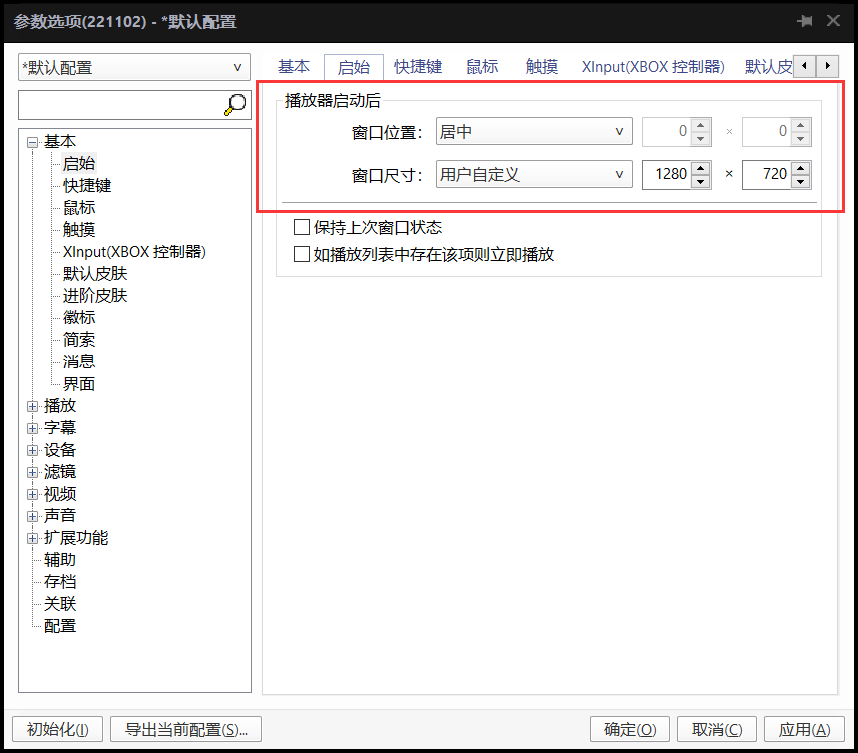 参数选项(221102) - *默认配置
*默认配置
基本
启始
快捷键
鼠标
触摸
XInput(XBOX 控制器)
默认皮肤
进阶皮肤
徽标
简索
消息
界面
播放
字幕
设备
滤镜
视频
声音
扩展功能
辅助
存档
关联
配置
基本 启始 快捷键 鼠标 触摸 XInput(XBOX 控制器) 默认皮
播放器启动后
窗口位置： 居中 0 × 0
窗口尺寸： 用户自定义 1280 × 720
保持上次窗口状态
如播放列表中存在该项则立即播放
初始化(I) 导出当前配置(S)... 确定(O) 取消(C) 应用(A)